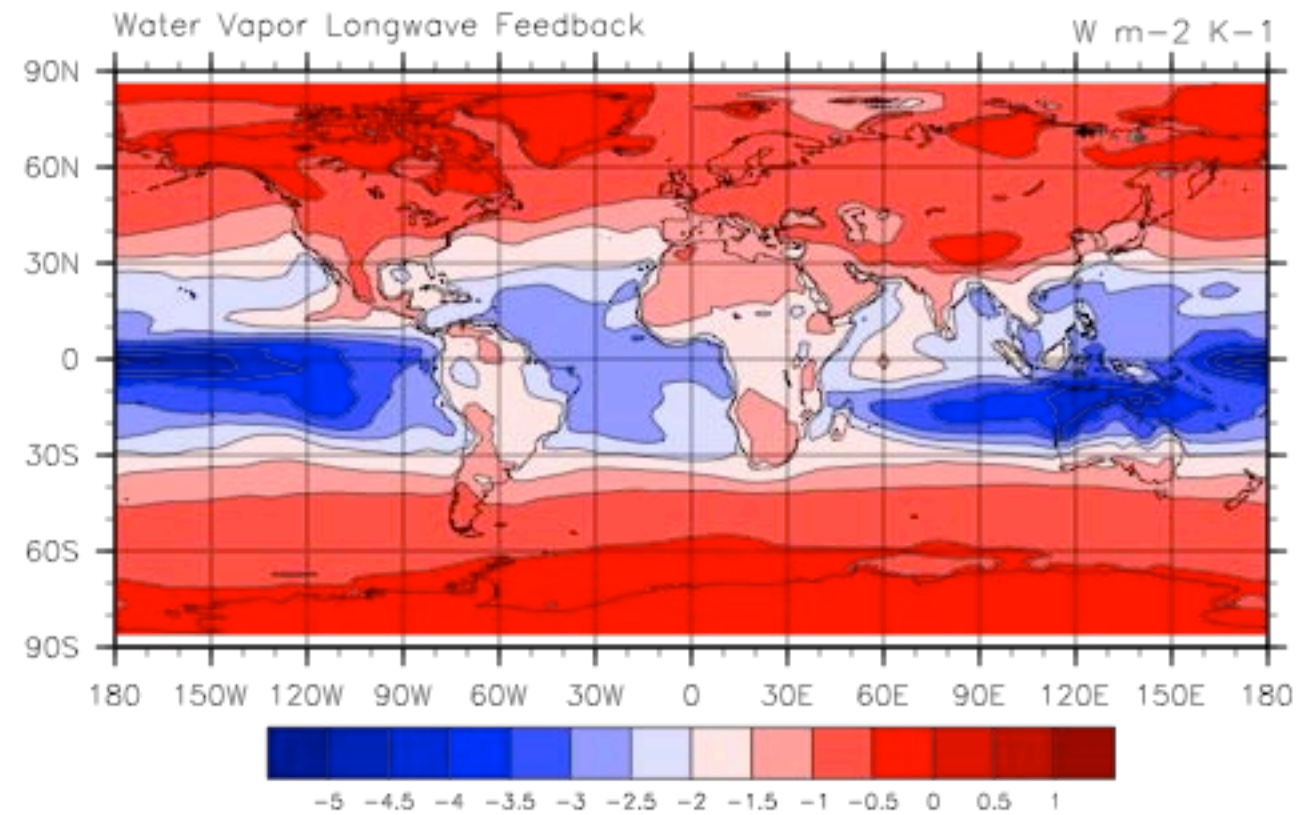 Water Vapor Longwave Feedback W m-2 K-1
90N
60N
30N
0
30S
60S
90S
180 150W 120W 90W 60W 30W 0 30E 60E 90E 120E 150E 180
-5 -4.5 -4 -3.5 -3 -2.5 -2 -1.5 -1 -0.5 0 0.5 1